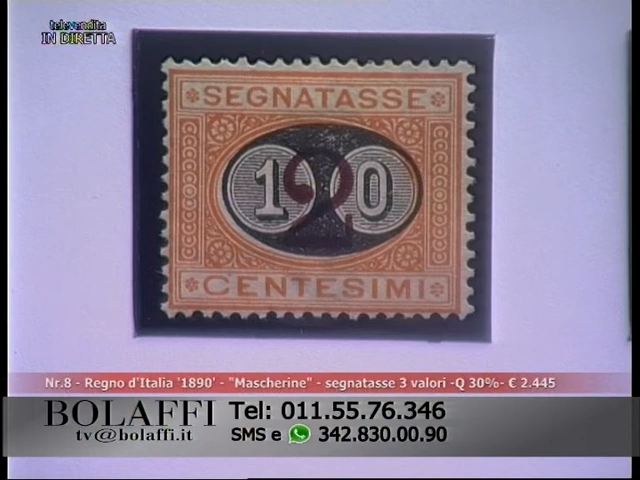 televendita
IN DIRETTA
SEGNATASSE
10
2
CENTESIMI
Nr.8 - Regno d'Italia '1890' - "Mascherine" - segnatasse 3 valori -Q 30%- € 2.445
BOLAFFI Tel: 011.55.76.346
tv@bolaffi.it SMS e 342.830.00.90